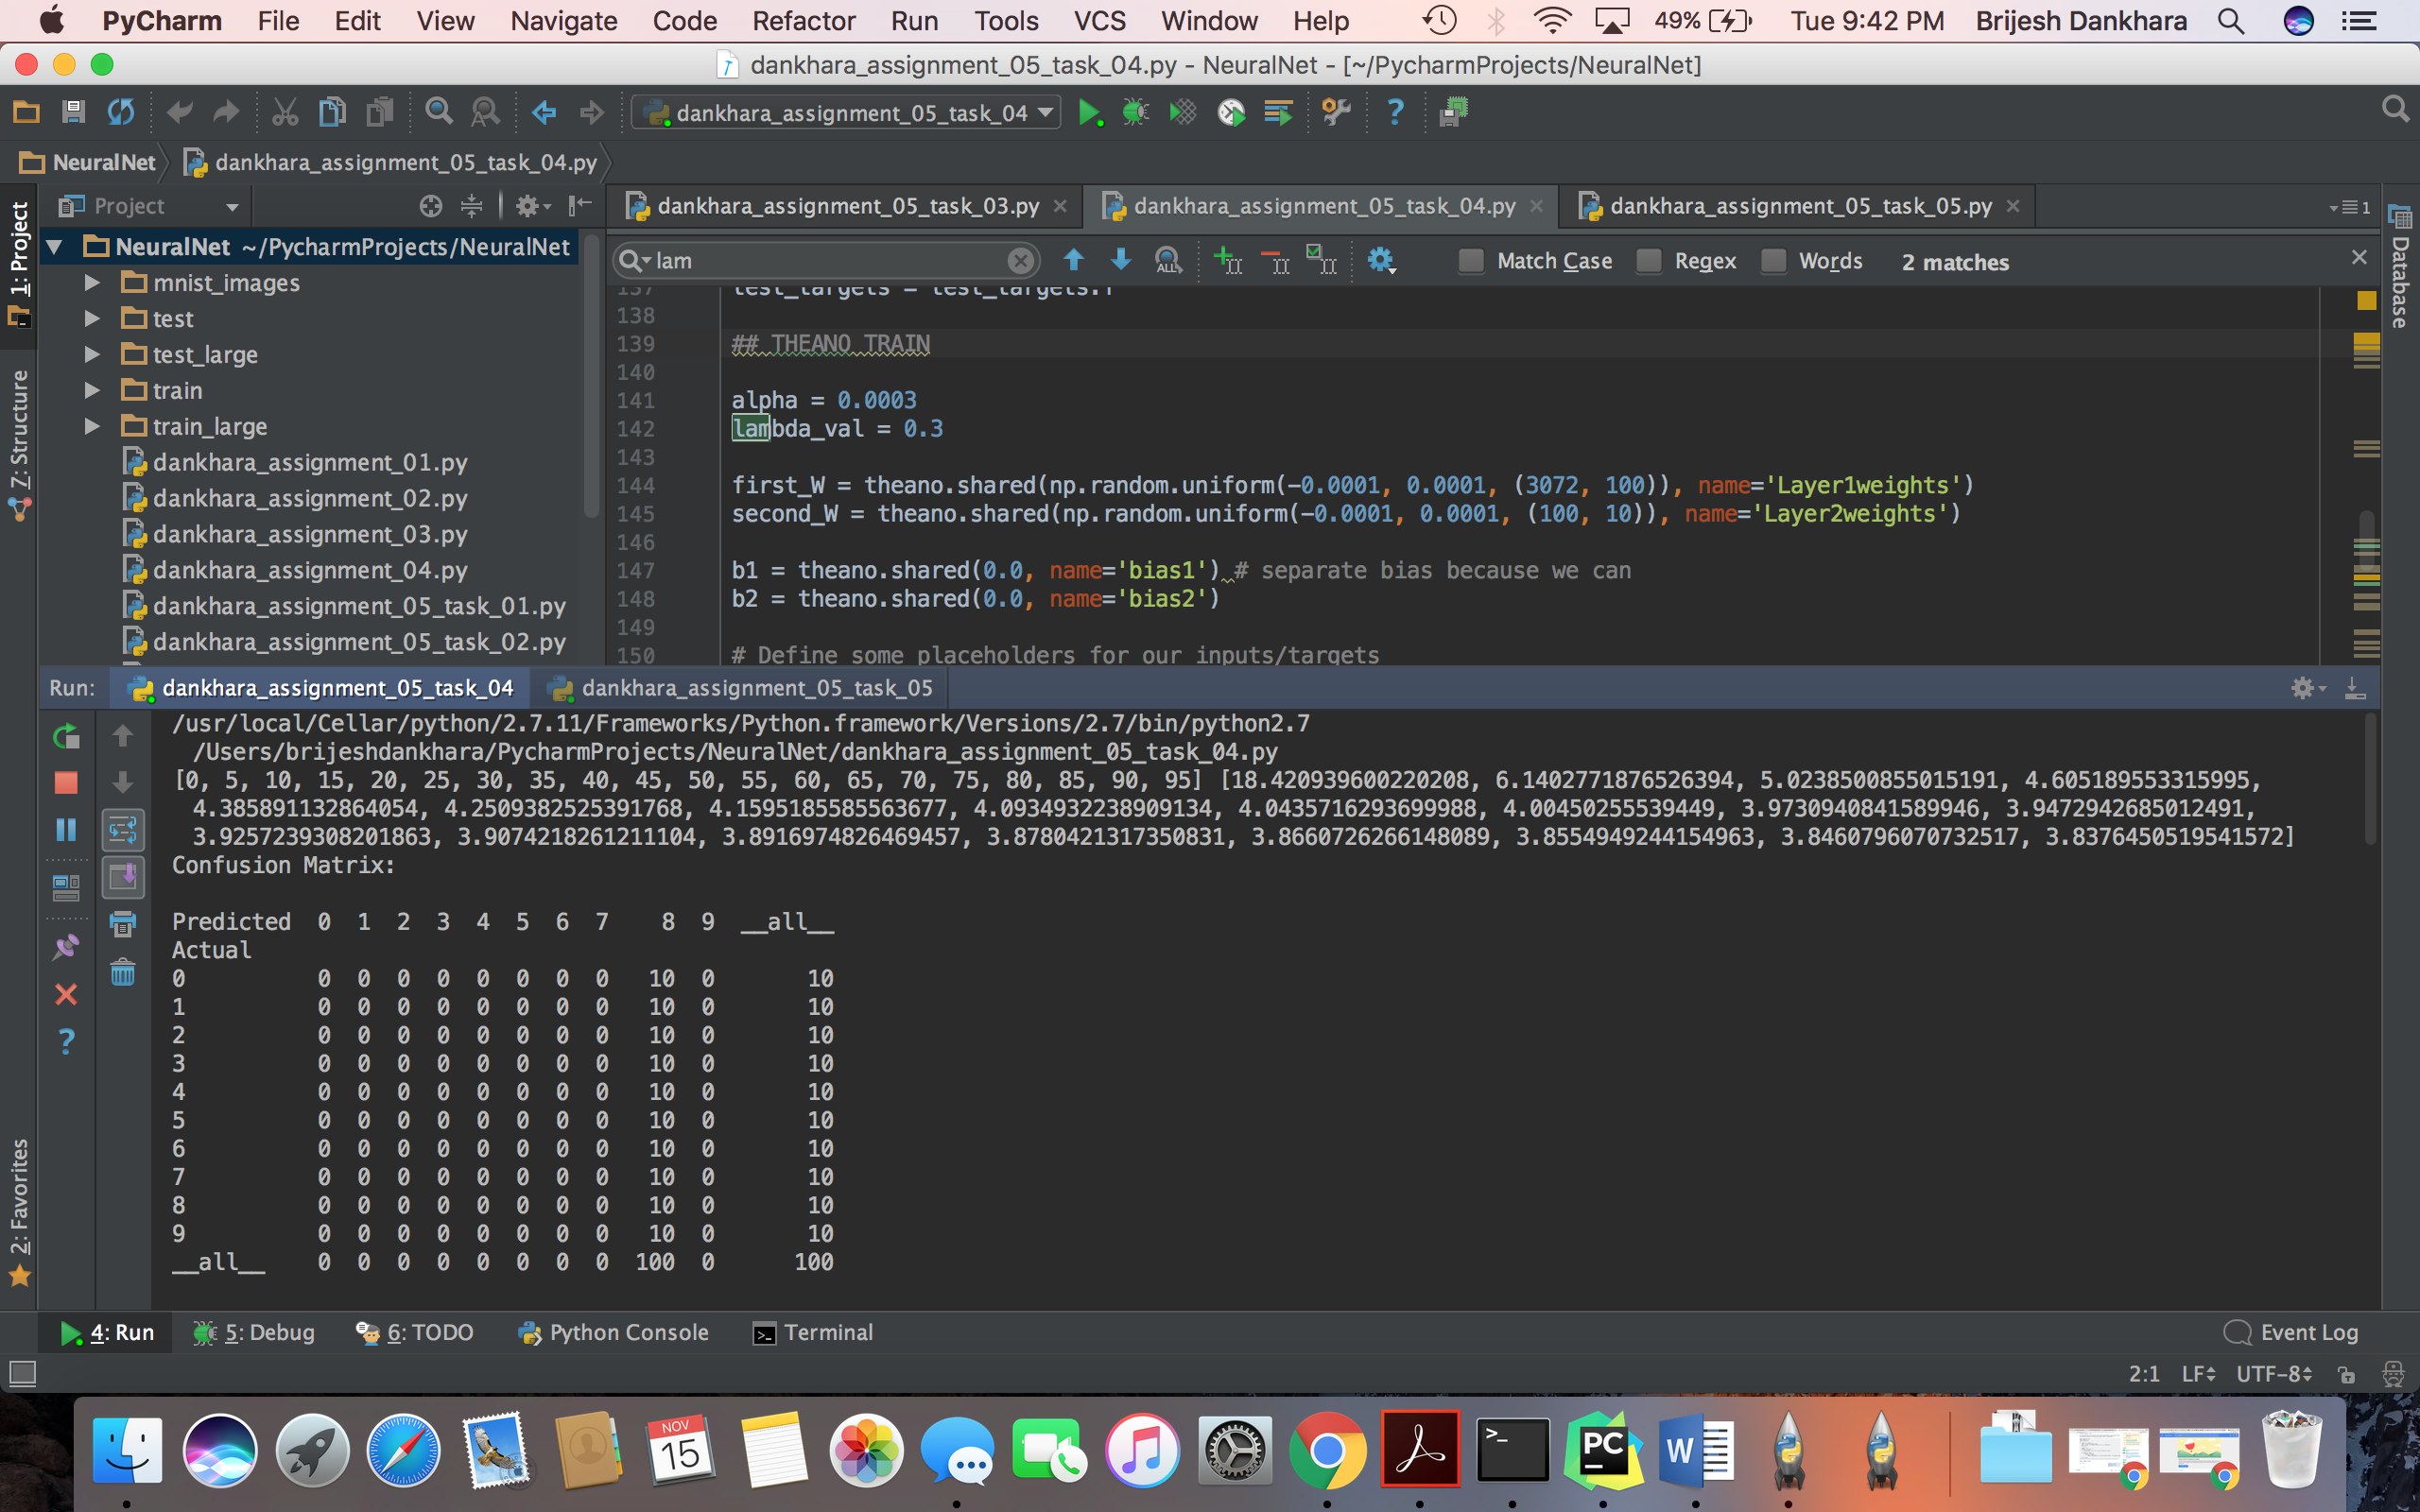 PyCharm File Edit View Navigate Code Refactor Run Tools VCS Window Help 49% Tue 9:42 PM Brijesh Dankhara
dankhara_assignment_05_task_04.py - NeuralNet - [~/PycharmProjects/NeuralNet]
dankhara_assignment_05_task_04
NeuralNet dankhara_assignment_05_task_04.py
1: Project
Z: Structure
2: Favorites
Project
NeuralNet ~/PycharmProjects/NeuralNet
mnist_images
test
test_large
train
train_large
dankhara_assignment_01.py
dankhara_assignment_02.py
dankhara_assignment_03.py
dankhara_assignment_04.py
dankhara_assignment_05_task_01.py
dankhara_assignment_05_task_02.py
dankhara_assignment_05_task_03.py dankhara_assignment_05_task_04.py dankhara_assignment_05_task_05.py 1
Database
lam ALL Match Case Regex Words 2 matches
137 test_targets = test_targets.T
138
139 ## THEANO TRAIN
140
141 alpha = 0.0003
142 lambda_val = 0.3
143
144 first_W = theano.shared(np.random.uniform(-0.0001, 0.0001, (3072, 100)), name='Layer1weights')
145 second_W = theano.shared(np.random.uniform(-0.0001, 0.0001, (100, 10)), name='Layer2weights')
146
147 b1 = theano.shared(0.0, name='bias1') # separate bias because we can
148 b2 = theano.shared(0.0, name='bias2')
149
150 # Define some placeholders for our inputs/targets
Run: dankhara_assignment_05_task_04 dankhara_assignment_05_task_05
/usr/local/Cellar/python/2.7.11/Frameworks/Python.framework/Versions/2.7/bin/python2.7
/Users/brijeshdankhara/PycharmProjects/NeuralNet/dankhara_assignment_05_task_04.py
[0, 5, 10, 15, 20, 25, 30, 35, 40, 45, 50, 55, 60, 65, 70, 75, 80, 85, 90, 95] [18.420939600220208, 6.1402771876526394, 5.0238500855015191, 4.605189553315995,
4.385891132864054, 4.2509382525391768, 4.1595185585563677, 4.0934932238909134, 4.0435716293699988, 4.00450255539449, 3.9730940841589946, 3.9472942685012491,
3.9257239308201863, 3.9074218261211104, 3.8916974826469457, 3.8780421317350831, 3.8660726266148089, 3.8554949244154963, 3.8460796070732517, 3.8376450519541572]
Confusion Matrix:
Predicted 0 1 2 3 4 5 6 7 8 9 __all__
Actual
0 0 0 0 0 0 0 0 0 10 0 10
1 0 0 0 0 0 0 0 0 10 0 10
2 0 0 0 0 0 0 0 0 10 0 10
3 0 0 0 0 0 0 0 0 10 0 10
4 0 0 0 0 0 0 0 0 10 0 10
5 0 0 0 0 0 0 0 0 10 0 10
6 0 0 0 0 0 0 0 0 10 0 10
7 0 0 0 0 0 0 0 0 10 0 10
8 0 0 0 0 0 0 0 0 10 0 10
9 0 0 0 0 0 0 0 0 10 0 10
__all__ 0 0 0 0 0 0 0 0 100 0 100
4: Run 5: Debug 6: TODO Python Console Terminal Event Log
2:1 LF UTF-8
NOV
15
PC
W